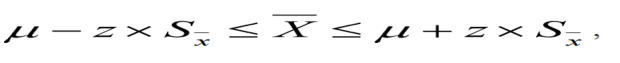 μ − z × S_x̄ ≤ X̄ ≤ μ + z × S_x̄ ,